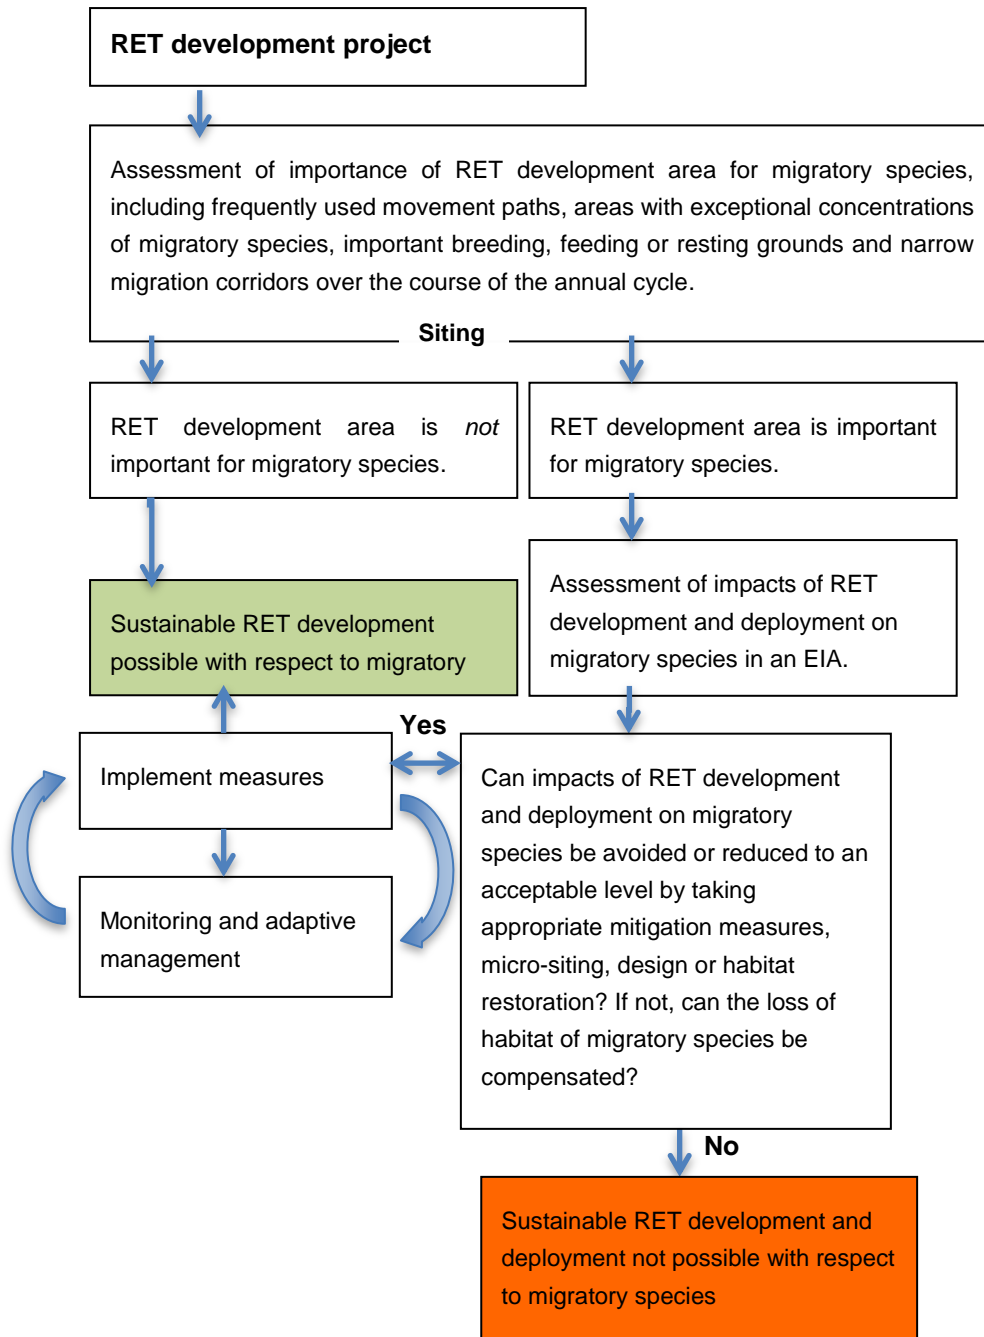 RET development project
Assessment of importance of RET development area for migratory species,
including frequently used movement paths, areas with exceptional concentrations
of migratory species, important breeding, feeding or resting grounds and narrow
migration corridors over the course of the annual cycle.
Siting
RET development area is not
important for migratory species.
RET development area is important
for migratory species.
Sustainable RET development
possible with respect to migratory
Assessment of impacts of RET
development and deployment on
migratory species in an EIA.
Yes
Implement measures
Monitoring and adaptive
management
Can impacts of RET development
and deployment on migratory
species be avoided or reduced to an
acceptable level by taking
appropriate mitigation measures,
micro-siting, design or habitat
restoration? If not, can the loss of
habitat of migratory species be
compensated?
No
Sustainable RET development and
deployment not possible with respect
to migratory species